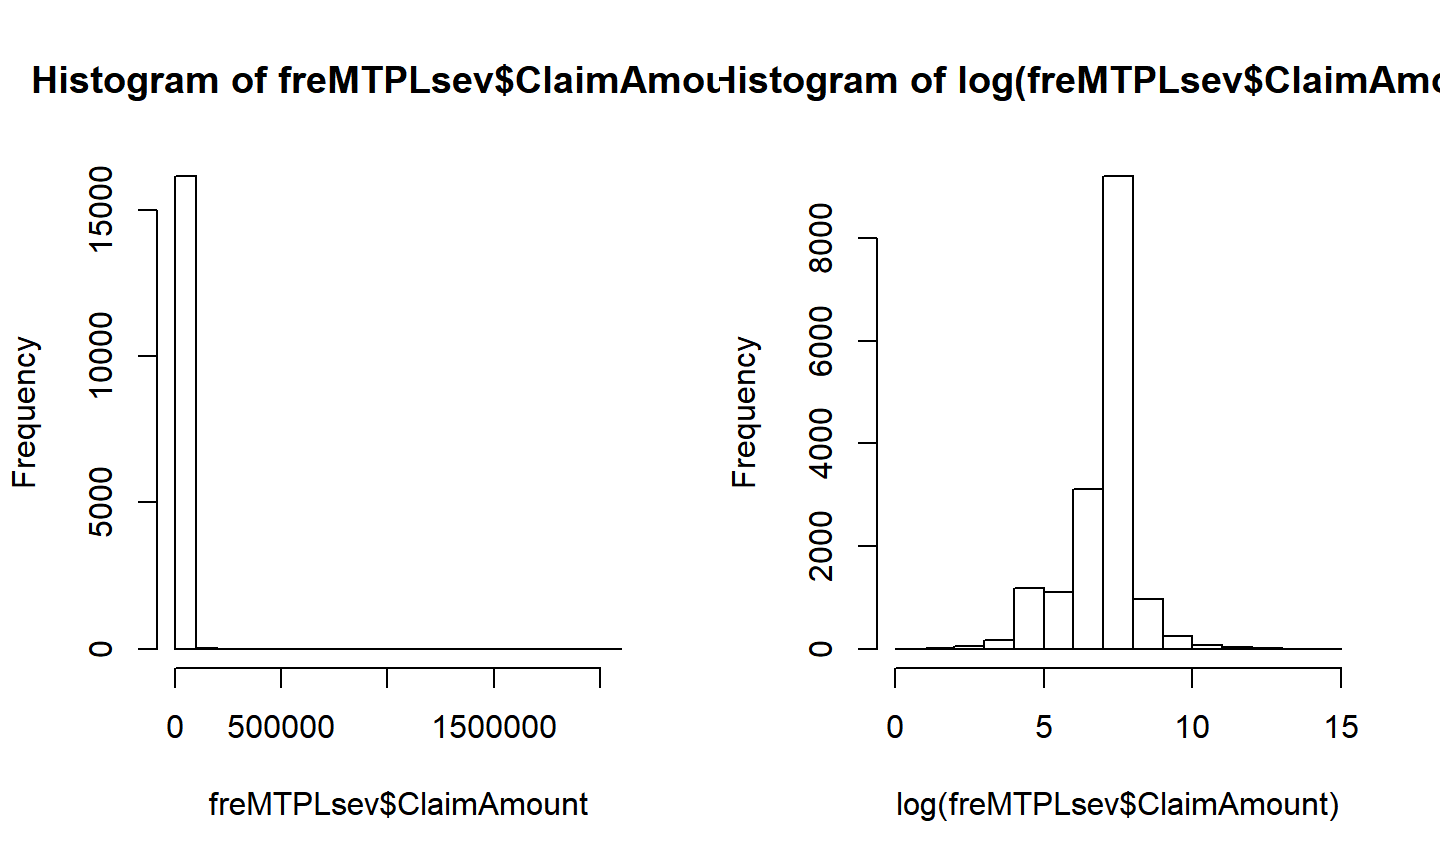 Histogram of freMTPLsev$ClaimAmou
Histogram of log(freMTPLsev$ClaimAmo
Frequency
0
5000
10000
15000
0
500000
1500000
freMTPLsev$ClaimAmount
Frequency
0
2000
4000
6000
8000
0
5
10
15
log(freMTPLsev$ClaimAmount)